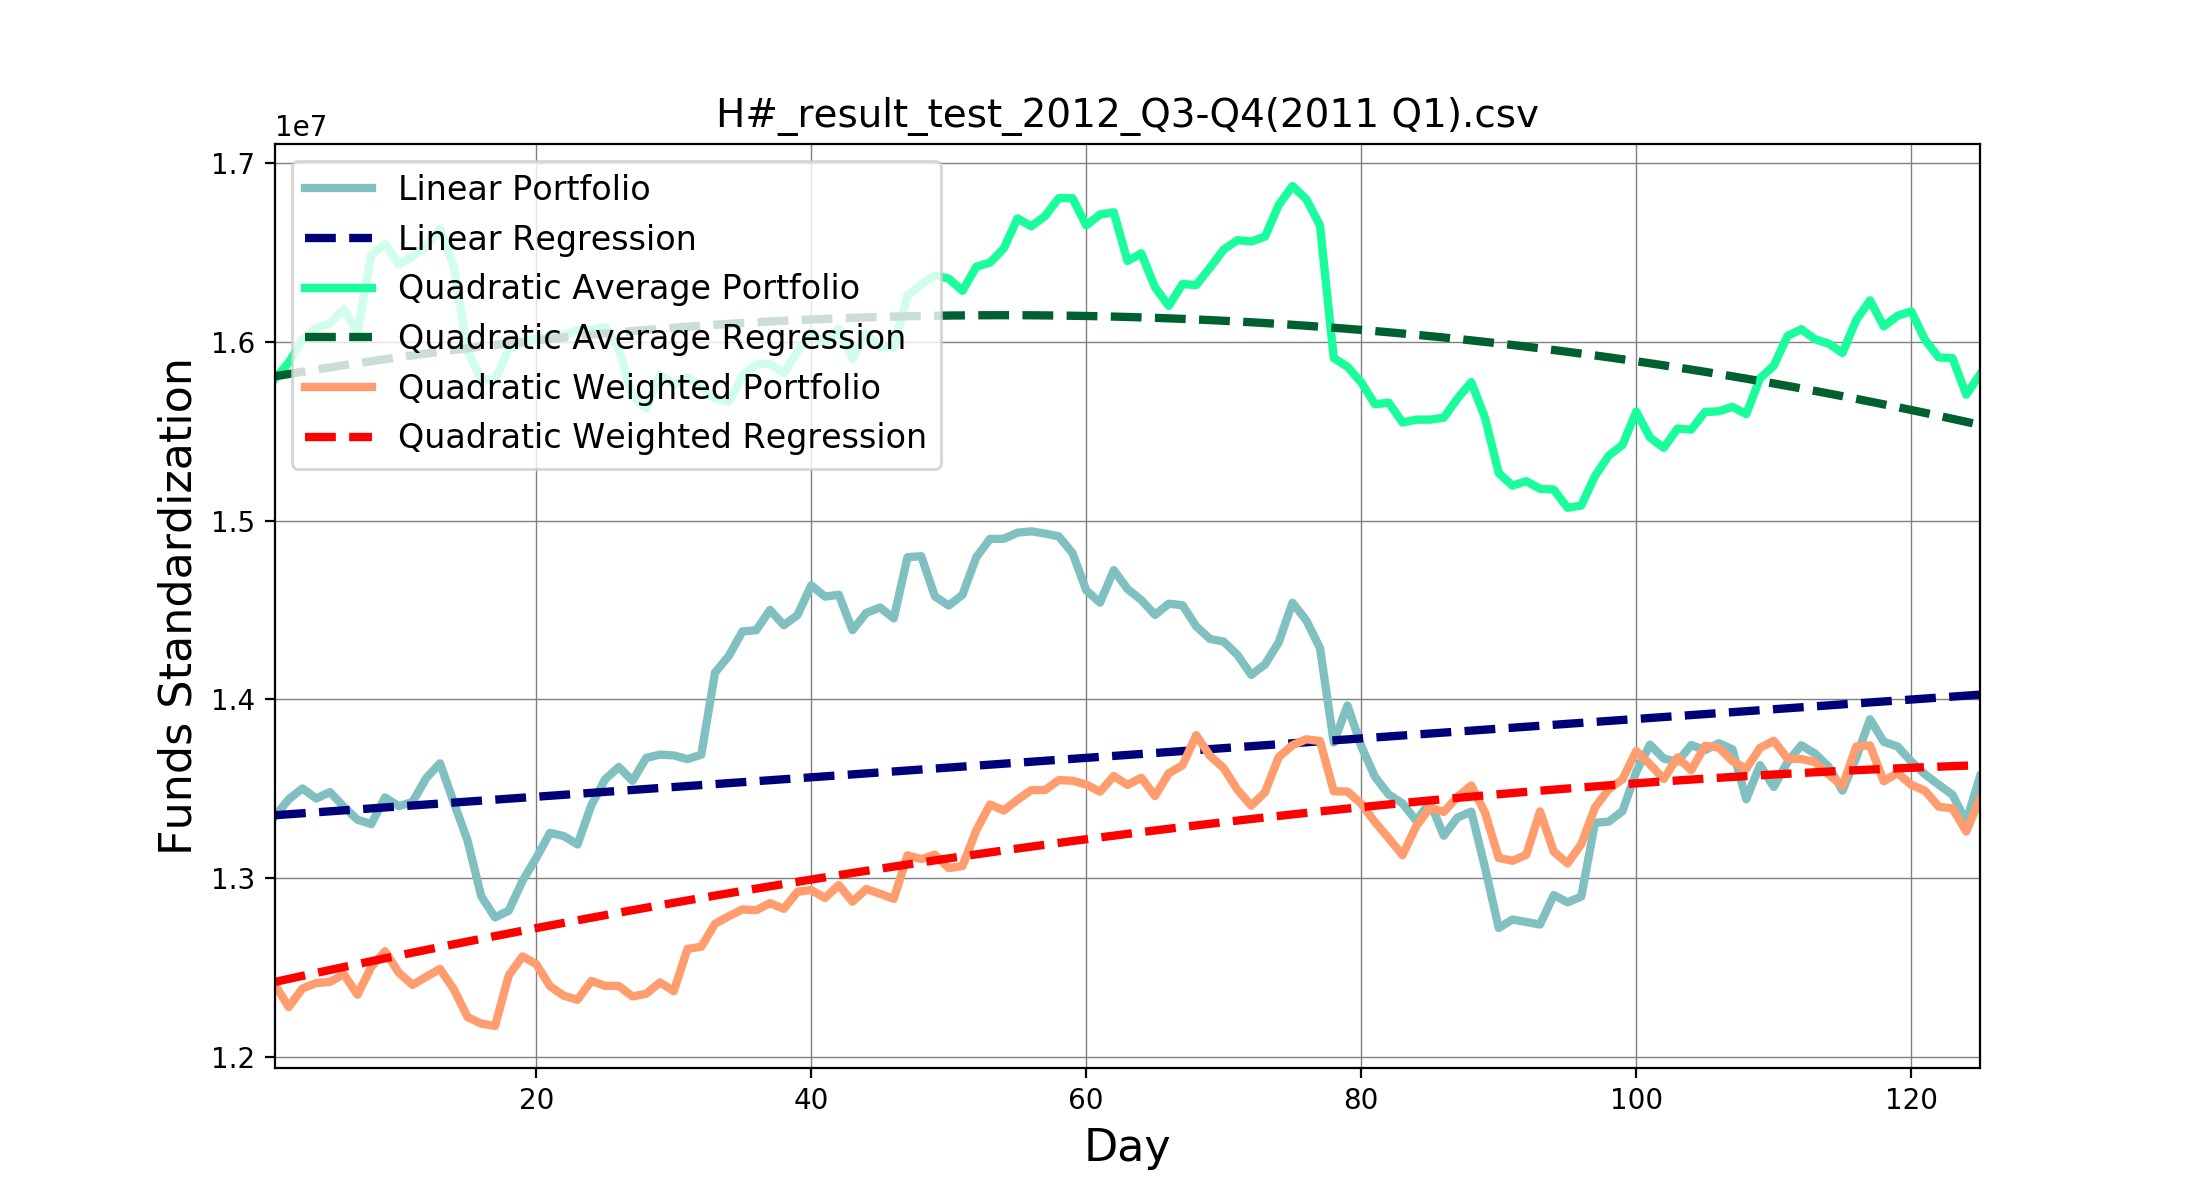 H#_result_test_2012_Q3-Q4(2011 Q1).csv
1e7
1.7
1.6
1.5
1.4
1.3
1.2
Funds Standardization
Linear Portfolio
Linear Regression
Quadratic Average Portfolio
Quadratic Average Regression
Quadratic Weighted Portfolio
Quadratic Weighted Regression
20 40 60 80 100 120
Day